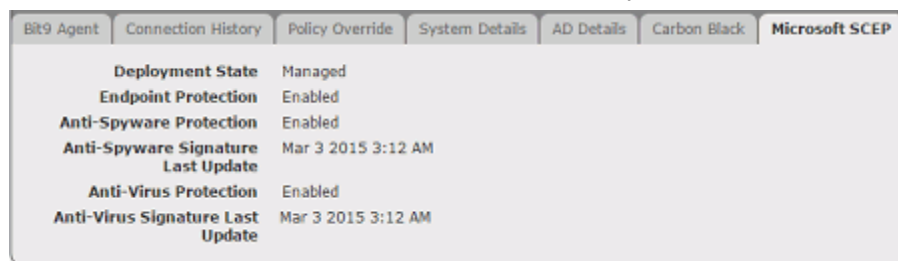 Bit9 Agent Connection History Policy Override System Details AD Details Carbon Black Microsoft SCEP
Deployment State Managed
Endpoint Protection Enabled
Anti-Spyware Protection Enabled
Anti-Spyware Signature Mar 3 2015 3:12 AM
Last Update
Anti-Virus Protection Enabled
Anti-Virus Signature Last Mar 3 2015 3:12 AM
Update